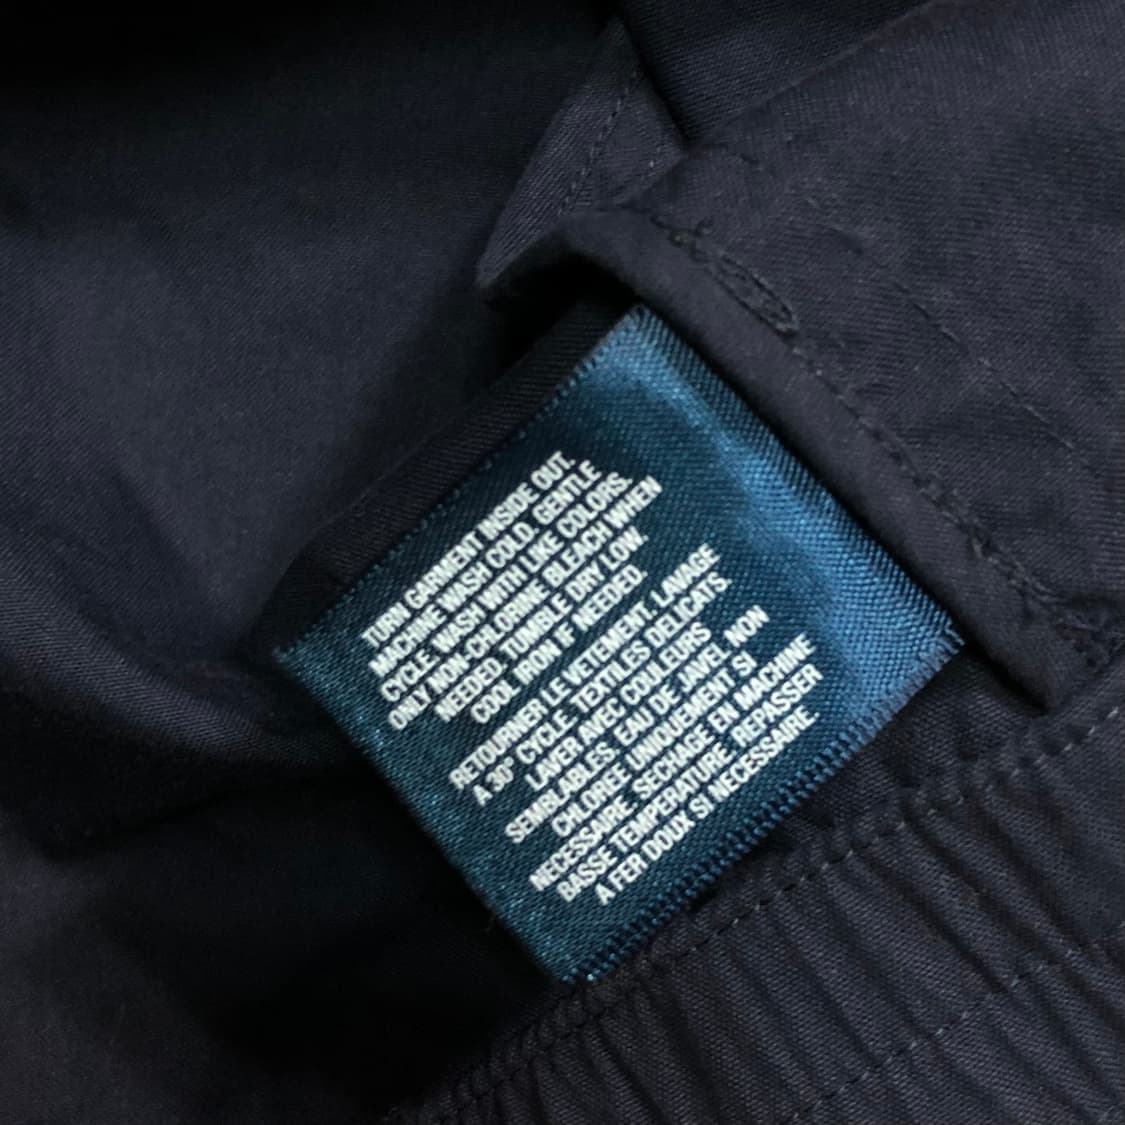 TURN GARMENT INSIDE OUT.
MACHINE WASH COLD. GENTLE
CYCLE. WASH WITH LIKE COLORS.
ONLY NON-CHLORINE BLEACH WHEN
NEEDED. TUMBLE DRY LOW.
COOL IRON IF NEEDED.
RETOURNER LE VETEMENT. LAVAGE
A 30° CYCLE. TEXTILES DELICATS.
LAVER AVEC COULEURS
SEMBLABLES. EAU DE JAVEL NON
CHLOREE UNIQUEMENT SI
NECESSAIRE. SECHAGE EN MACHINE
BASSE TEMPERATURE. REPASSER
A FER DOUX SI NECESSAIRE.